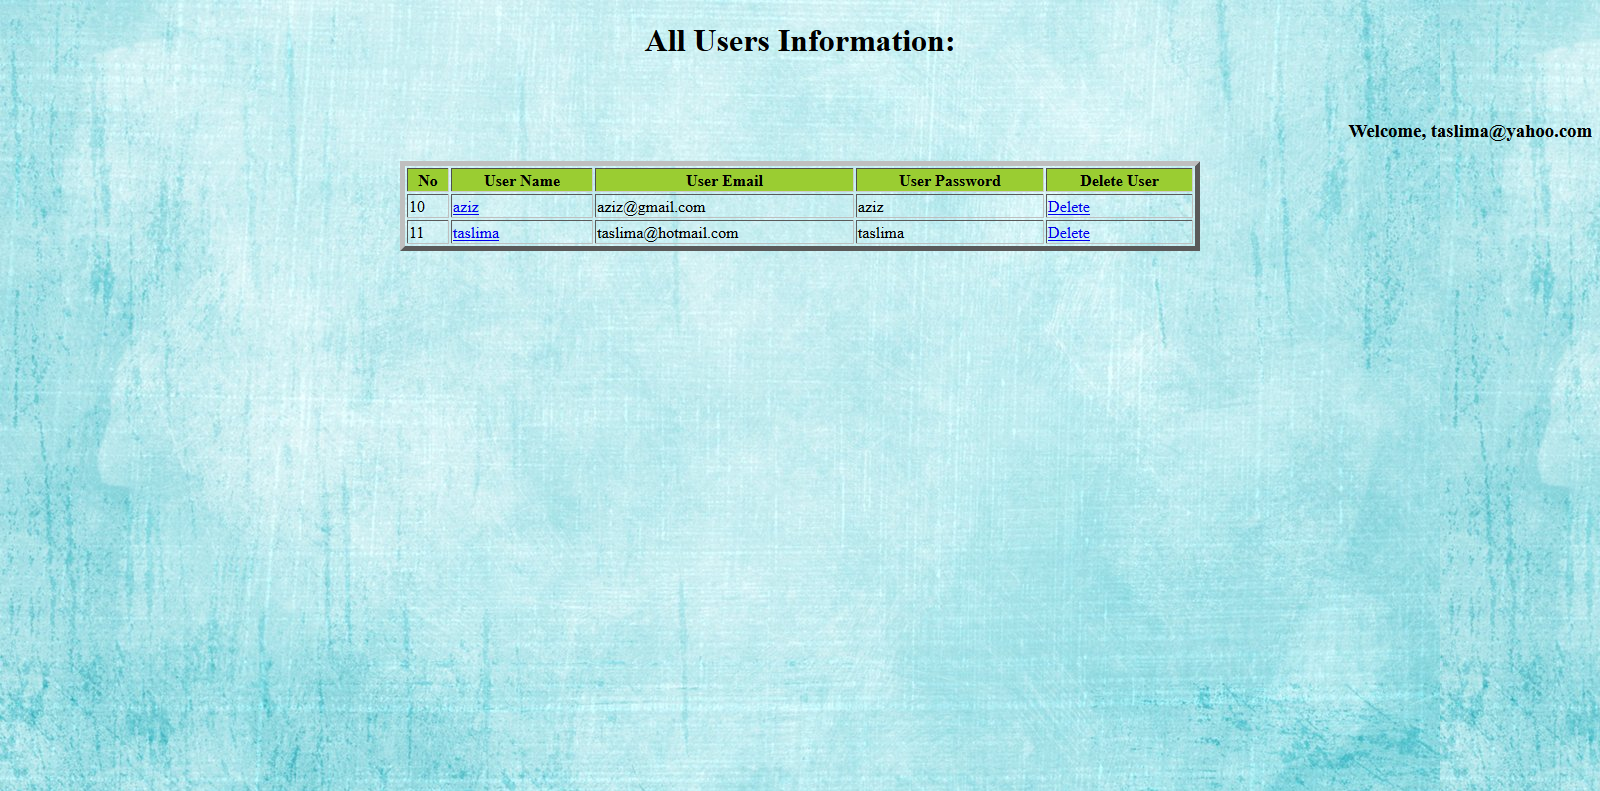 All Users Information:
Welcome, taslima@yahoo.com
No User Name User Email User Password Delete User
10 aziz aziz@gmail.com aziz Delete
11 taslima taslima@hotmail.com taslima Delete